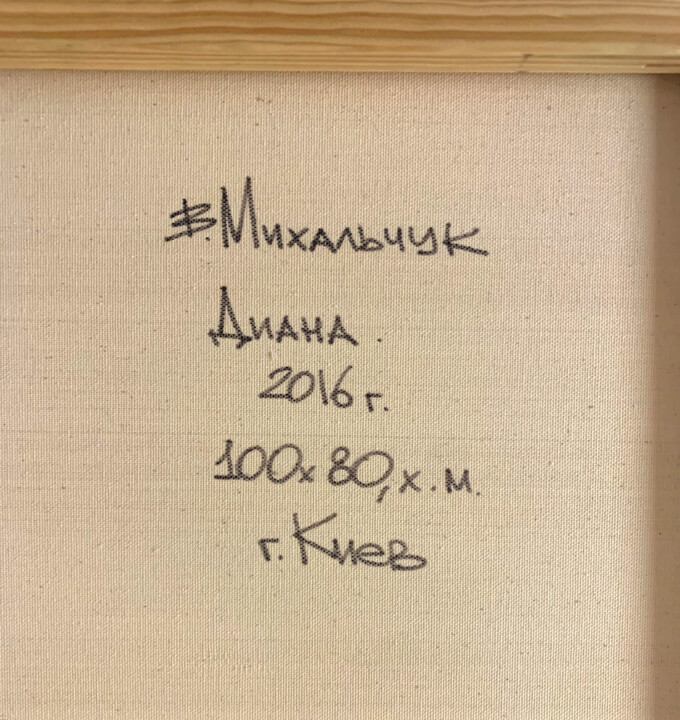 В.Михальчук
Диана.
2016 г.
100х80, х.м.
г. Киев